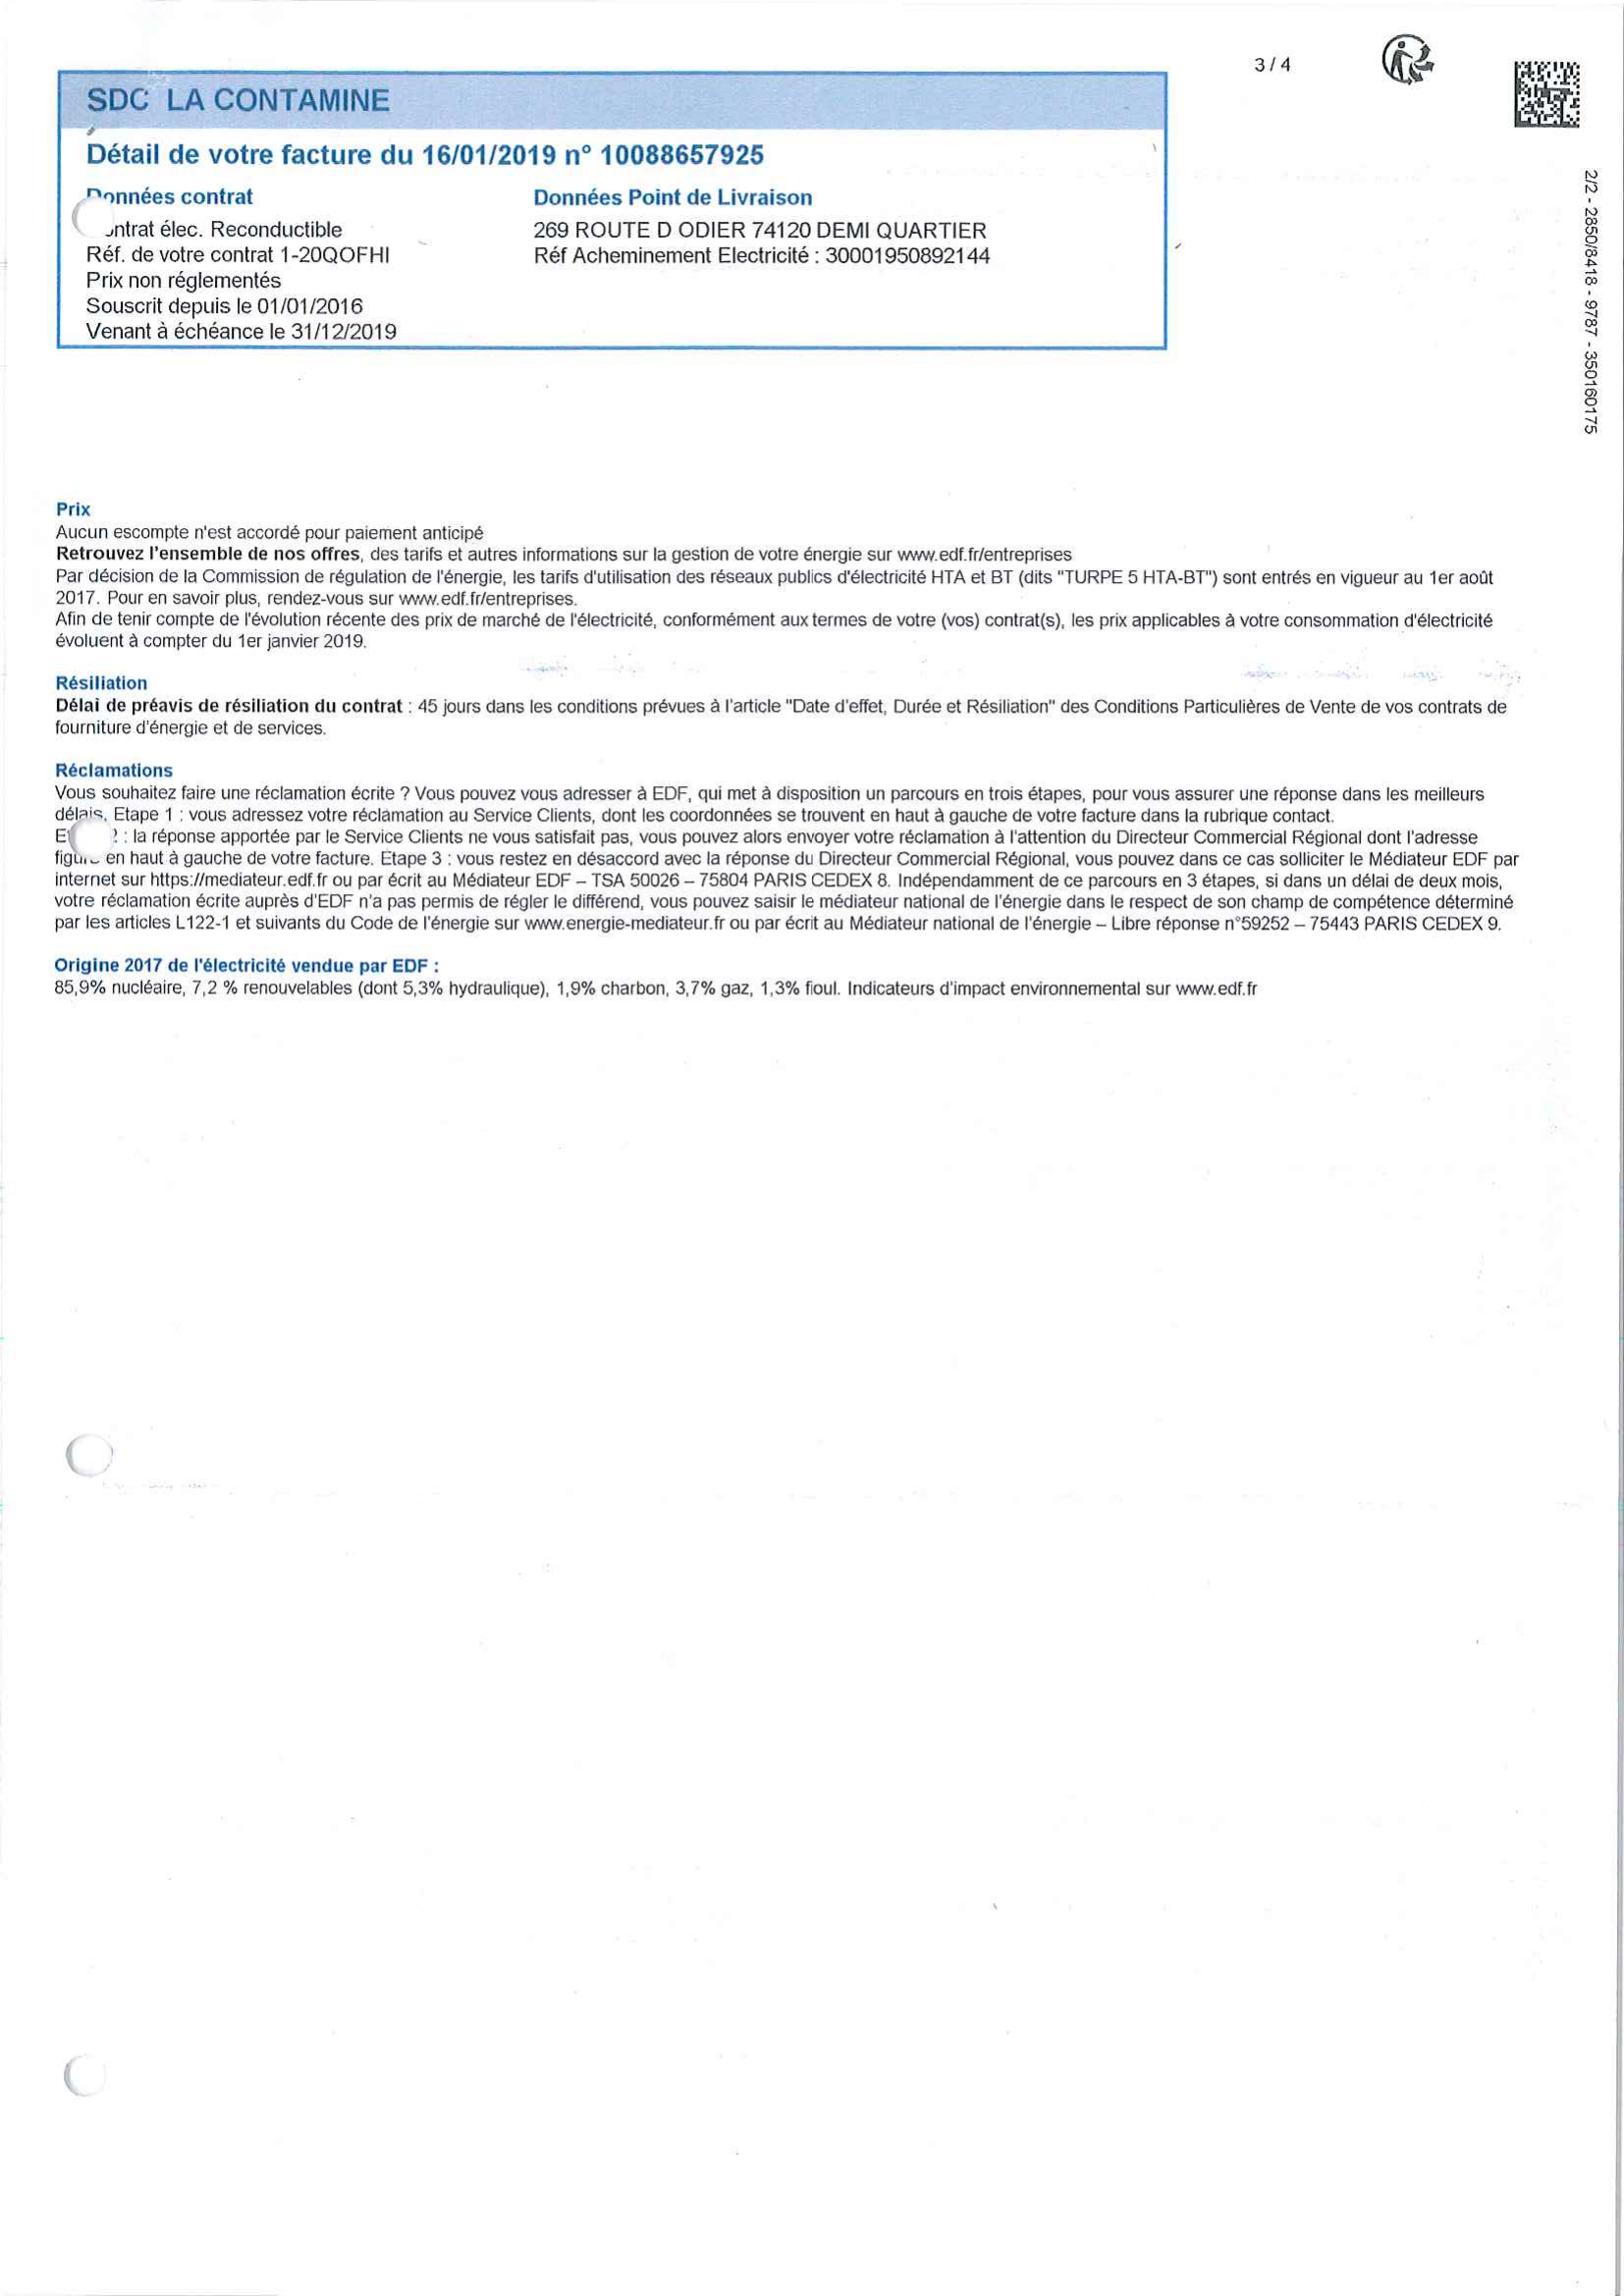 3 / 4
SDC LA CONTAMINE
Détail de votre facture du 16/01/2019 n° 10088657925
Données contrat
ontrat élec. Reconductible
Réf. de votre contrat 1-20QOFHI
Prix non réglementés
Souscrit depuis le 01/01/2016
Venant à échéance le 31/12/2019
Données Point de Livraison
269 ROUTE D ODIER 74120 DEMI QUARTIER
Réf Acheminement Electricité : 30001950892144
2/2 - 2850/8418 - 9787 - 350160175
Prix
Aucun escompte n'est accordé pour paiement anticipé
Retrouvez l'ensemble de nos offres, des tarifs et autres informations sur la gestion de votre énergie sur www.edf.fr/entreprises
Par décision de la Commission de régulation de l'énergie, les tarifs d'utilisation des réseaux publics d'électricité HTA et BT (dits "TURPE 5 HTA-BT") sont entrés en vigueur au 1er août
2017. Pour en savoir plus, rendez-vous sur www.edf.fr/entreprises.
Afin de tenir compte de l'évolution récente des prix de marché de l'électricité, conformément aux termes de votre (vos) contrat(s), les prix applicables à votre consommation d'électricité
évoluent à compter du 1er janvier 2019.
Résiliation
Délai de préavis de résiliation du contrat : 45 jours dans les conditions prévues à l'article "Date d'effet, Durée et Résiliation" des Conditions Particulières de Vente de vos contrats de
fourniture d'énergie et de services.
Réclamations
Vous souhaitez faire une réclamation écrite ? Vous pouvez vous adresser à EDF, qui met à disposition un parcours en trois étapes, pour vous assurer une réponse dans les meilleurs
délais. Etape 1 : vous adressez votre réclamation au Service Clients, dont les coordonnées se trouvent en haut à gauche de votre facture dans la rubrique contact.
: la réponse apportée par le Service Clients ne vous satisfait pas, vous pouvez alors envoyer votre réclamation à l'attention du Directeur Commercial Régional dont l'adresse
figure en haut à gauche de votre facture. Etape 3 : vous restez en désaccord avec la réponse du Directeur Commercial Régional, vous pouvez dans ce cas solliciter le Médiateur EDF par
internet sur https://mediateur.edf.fr ou par écrit au Médiateur EDF – TSA 50026 – 75804 PARIS CEDEX 8. Indépendamment de ce parcours en 3 étapes, si dans un délai de deux mois,
votre réclamation écrite auprès d'EDF n'a pas permis de régler le différend, vous pouvez saisir le médiateur national de l'énergie dans le respect de son champ de compétence déterminé
par les articles L122-1 et suivants du Code de l'énergie sur www.energie-mediateur.fr ou par écrit au Médiateur national de l'énergie – Libre réponse n°59252 – 75443 PARIS CEDEX 9.
Origine 2017 de l'électricité vendue par EDF :
85,9% nucléaire, 7,2 % renouvelables (dont 5,3% hydraulique), 1,9% charbon, 3,7% gaz, 1,3% fioul. Indicateurs d'impact environnemental sur www.edf.fr